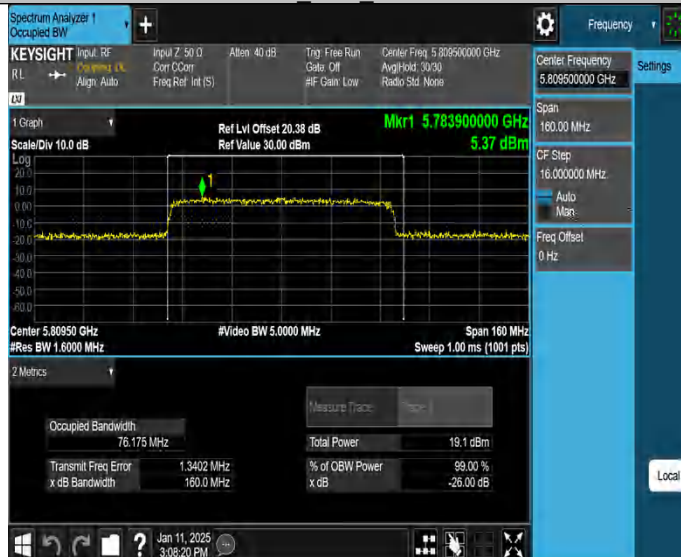 Spectrum Analyzer 1
Occupied BW
+
Frequency
KEYSIGHT Input: RF
Coupling: DC
Align: Auto
RL
Input Z: 50 Ω
Corr CCorr
Freq Ref: Int (S)
Atten: 40 dB
Trig: Free Run
Gate: Off
#IF Gain: Low
Center Freq: 5.809500000 GHz
Avg|Hold: 30/30
Radio Std: None
LXI
Center Frequency
5.809500000 GHz
Settings
Span
160.00 MHz
CF Step
16.000000 MHz
Auto
Man
Freq Offset
0 Hz
1 Graph
Scale/Div 10.0 dB
Ref Lvl Offset 20.38 dB
Ref Value 30.00 dBm
Mkr1 5.783900000 GHz
5.37 dBm
Log
20.0
10.0
0.00
-10.0
-20.0
-30.0
-40.0
-50.0
-60.0
1
Center 5.80950 GHz
#Res BW 1.6000 MHz
#Video BW 5.0000 MHz
Span 160 MHz
Sweep 1.00 ms (1001 pts)
2 Metrics
Measure Trace
Trace 1
Occupied Bandwidth
76.175 MHz
Total Power 19.1 dBm
Transmit Freq Error 1.3402 MHz
% of OBW Power 99.00 %
x dB Bandwidth 160.0 MHz
x dB -26.00 dB
Local
?
Jan 11, 2025
3:08:20 PM